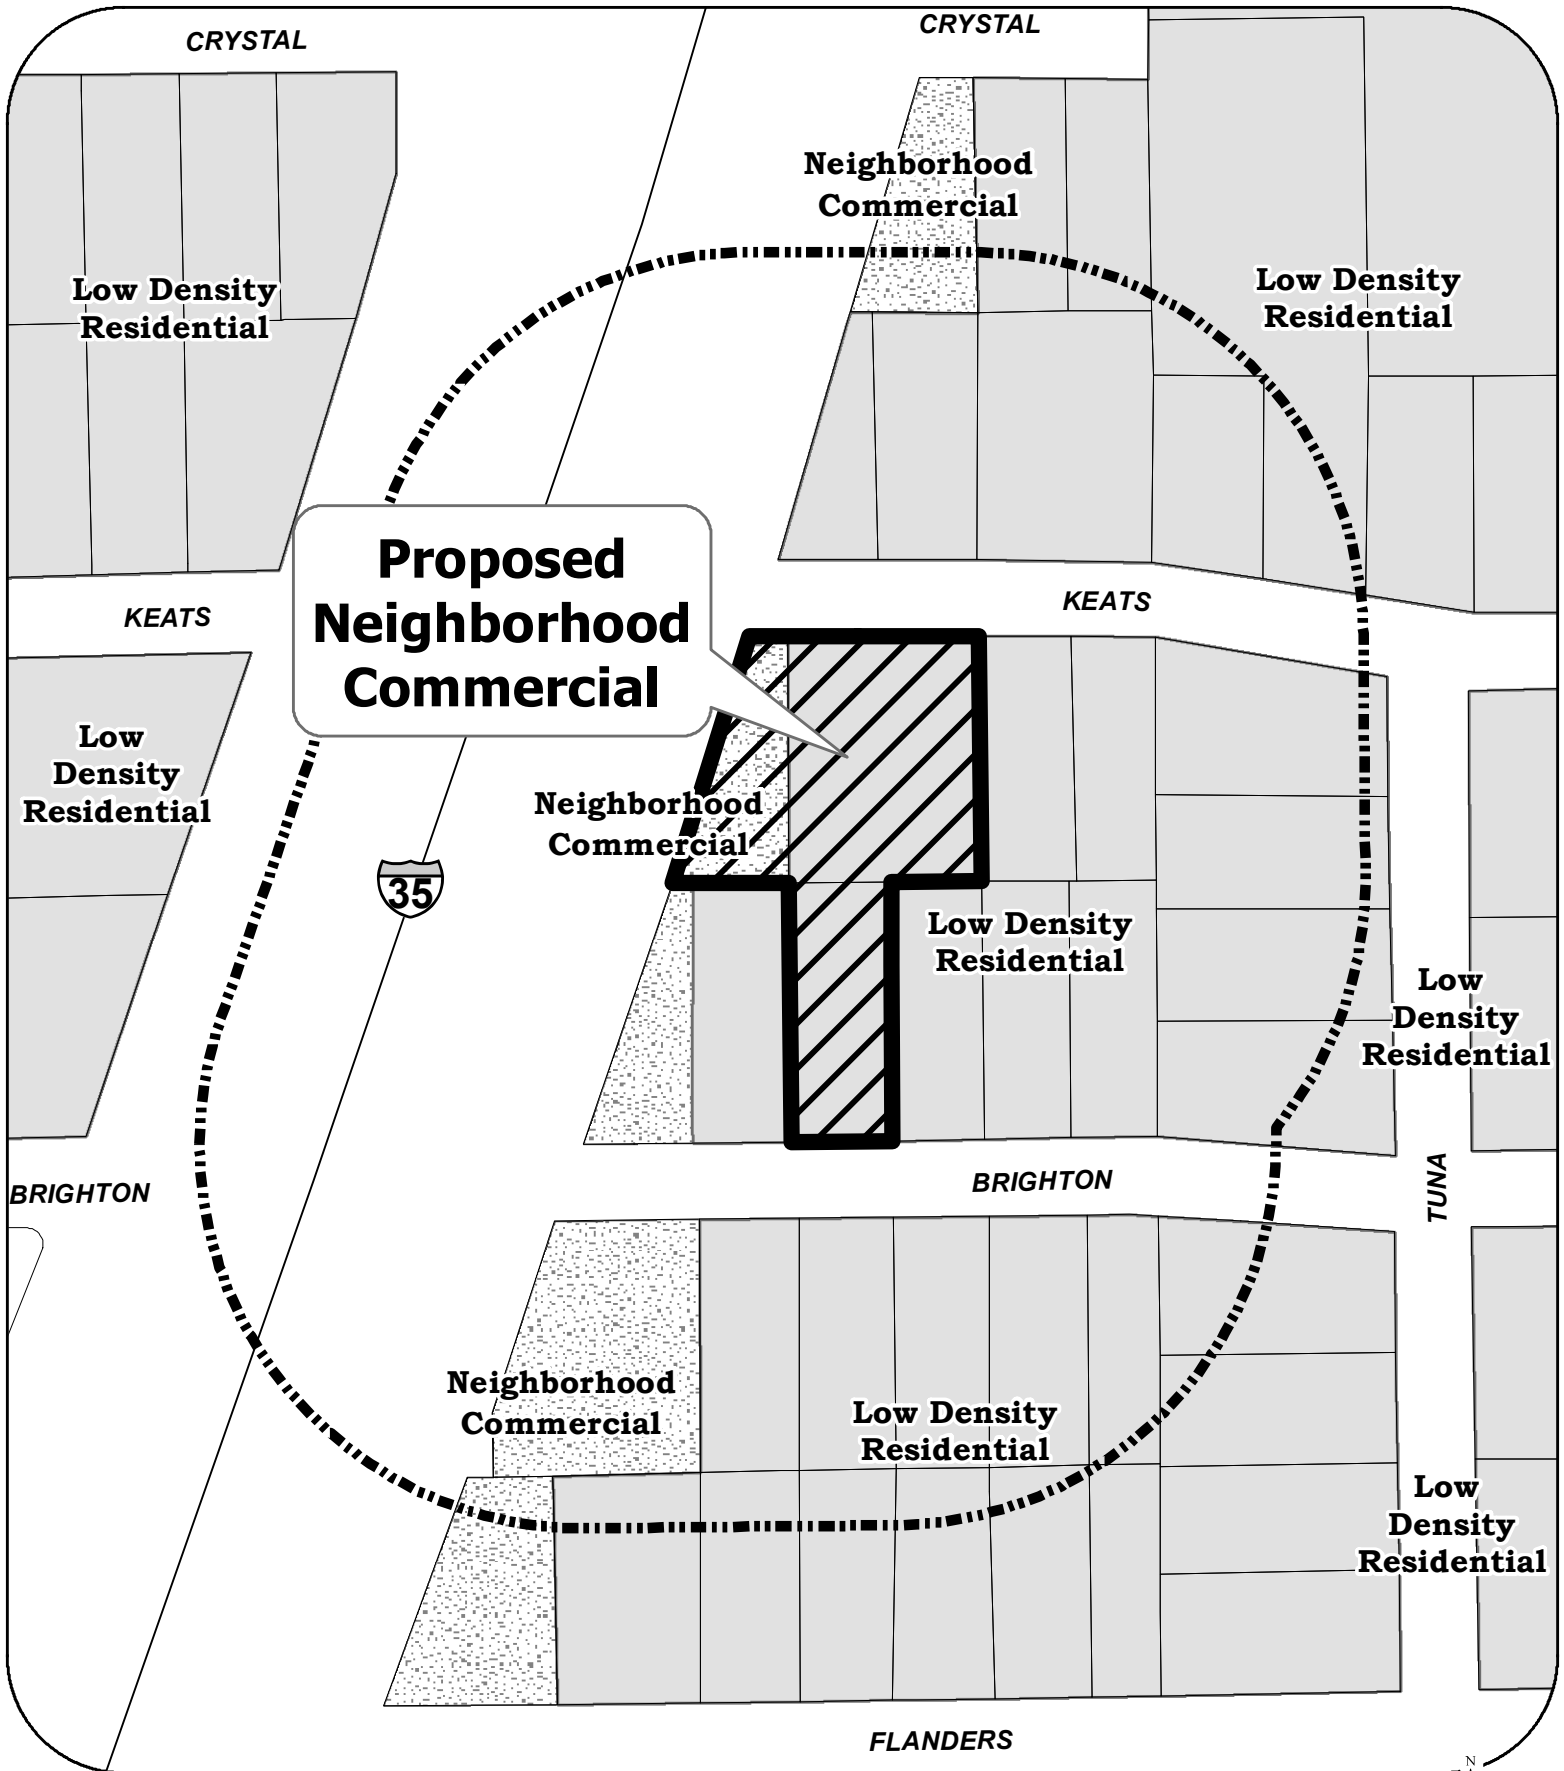 CRYSTAL
CRYSTAL
Neighborhood
Commercial
Low Density
Residential
Low Density
Residential
Proposed
Neighborhood
Commercial
KEATS
KEATS
Low
Density
Residential
Neighborhood
Commercial
35
Low Density
Residential
Low
Density
Residential
BRIGHTON
BRIGHTON
TUNA
Neighborhood
Commercial
Low Density
Residential
Low
Density
Residential
FLANDERS
N